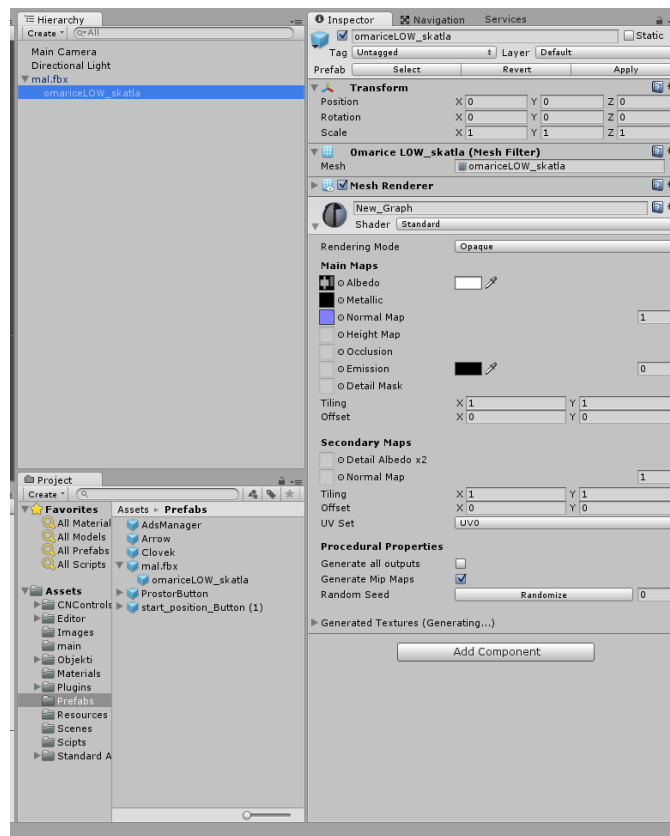 Hierarchy
Create
All
Main Camera
Directional Light
mal.fbx
omariceLOW_skatla
Project
Create
Favorites
All Material
All Models
All Prefabs
All Scripts
Assets
CNControls
Editor
Images
main
Objekti
Materials
Plugins
Prefabs
Resources
Scenes
Scipts
Standard A
Assets ▸ Prefabs
AdsManager
Arrow
Clovek
mal.fbx
omariceLOW_skatla
ProstorButton
start_position_Button (1)
Inspector Navigation Services
omariceLOW_skatla Static
Tag Untagged Layer Default
Prefab Select Revert Apply
Transform
Position X 0 Y 0 Z 0
Rotation X 0 Y 0 Z 0
Scale X 1 Y 1 Z 1
Omarice LOW_skatla (Mesh Filter)
Mesh omariceLOW_skatla
Mesh Renderer
New_Graph
Shader Standard
Rendering Mode Opaque
Main Maps
Albedo
Metallic
Normal Map 1
Height Map
Occlusion
Emission 0
Detail Mask
Tiling X 1 Y 1
Offset X 0 Y 0
Secondary Maps
Detail Albedo x2
Normal Map 1
Tiling X 1 Y 1
Offset X 0 Y 0
UV Set UV0
Procedural Properties
Generate all outputs
Generate Mip Maps
Random Seed Randomize 0
Generated Textures (Generating...)
Add Component